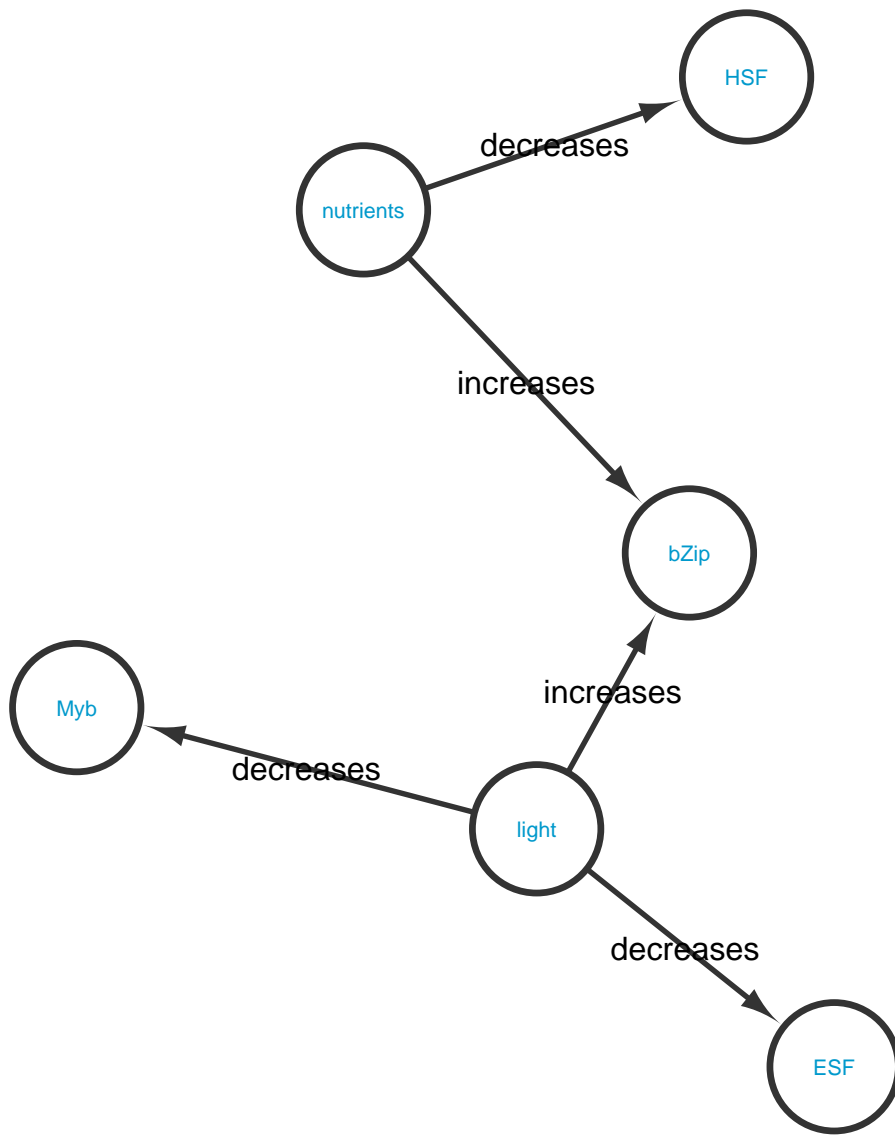 HSF
decreases
nutrients
increases
bZip
increases
Myb
decreases
light
decreases
ESF